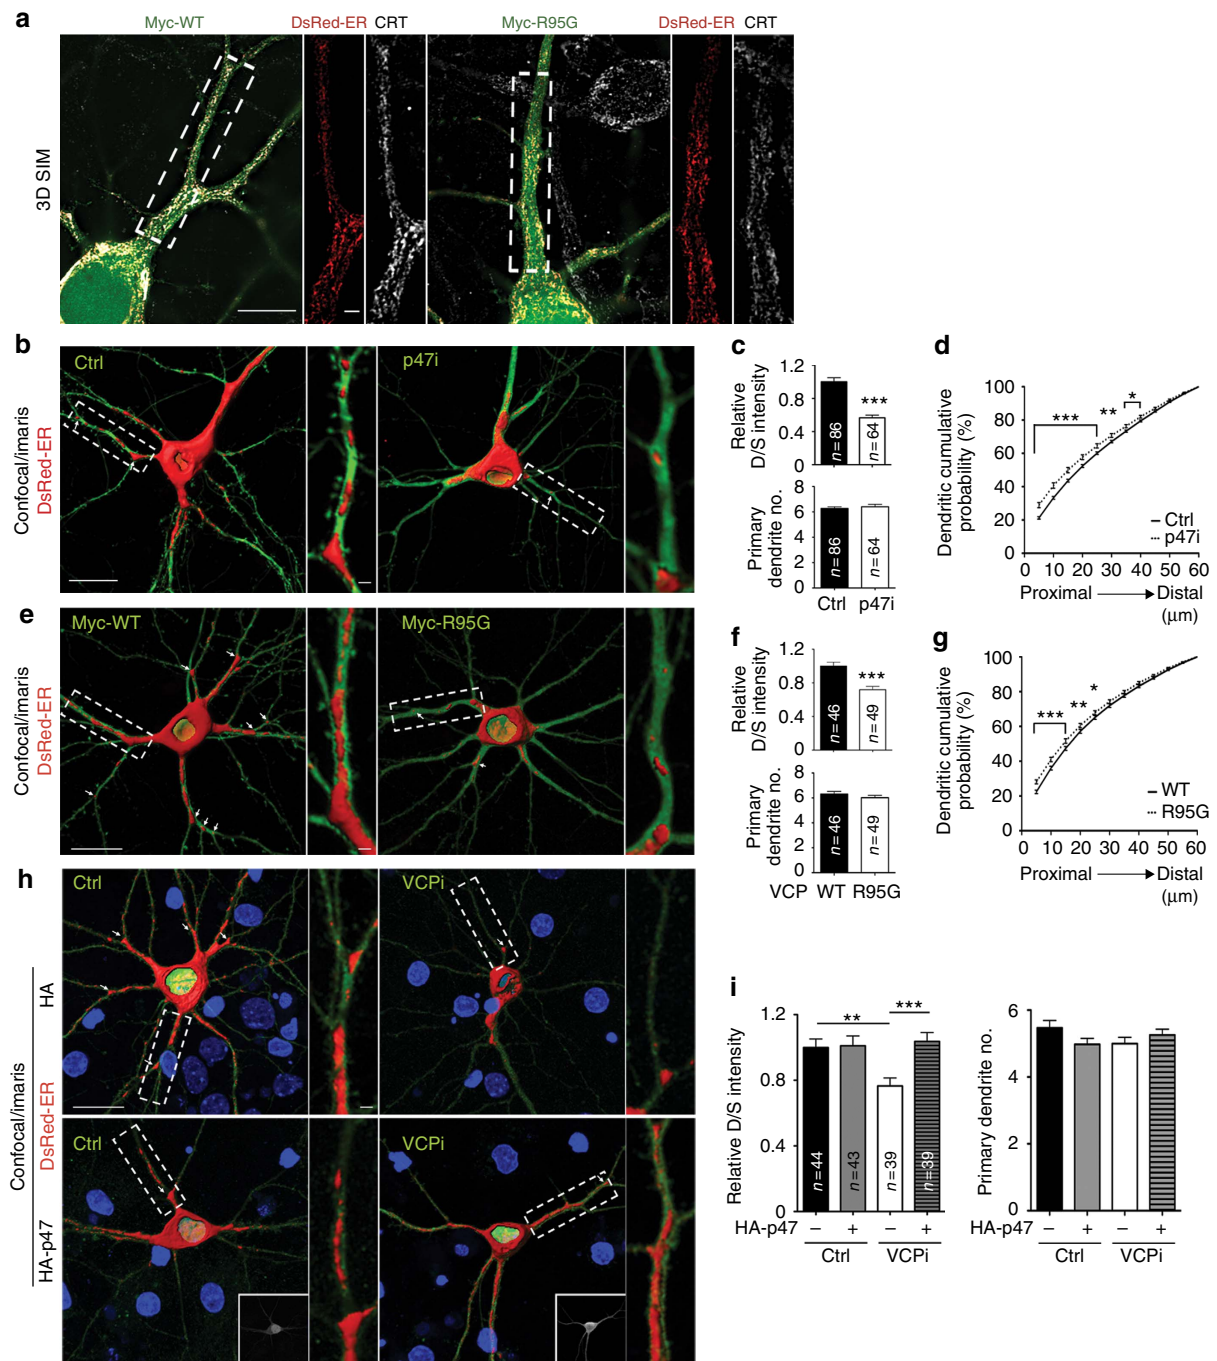 a
Myc-WT
DsRed-ER CRT
Myc-R95G
DsRed-ER CRT
3D SIM
b
Confocal/imaris
DsRed-ER
Ctrl
p47i
c
Relative
D/S intensity
1.2
0.8
0.4
0
***
n=86
n=64
Primary
dendrite no.
8
6
4
2
0
n=86
n=64
Ctrl p47i
d
Dendritic cumulative
probability (%)
100
80
60
40
20
0
***
**
*
Ctrl
p47i
0 10 20 30 40 50 60
Proximal Distal
(μm)
e
Confocal/imaris
DsRed-ER
Myc-WT
Myc-R95G
f
Relative
D/S intensity
1.2
0.8
0.4
0
***
n=46
n=49
Primary
dendrite no.
8
6
4
2
0
n=46
n=49
VCP WT R95G
g
Dendritic cumulative
probability (%)
100
80
60
40
20
0
***
**
*
WT
R95G
0 10 20 30 40 50 60
Proximal Distal
(μm)
h
Confocal/imaris
DsRed-ER
HA
HA-p47
Ctrl
VCPi
Ctrl
VCPi
i
Relative D/S intensity
1.2
0.8
0.4
0
**
***
n=44
n=43
n=39
n=39
HA-p47 − + − +
Ctrl VCPi
Primary dendrite no.
6
4
2
0
HA-p47 − + − +
Ctrl VCPi